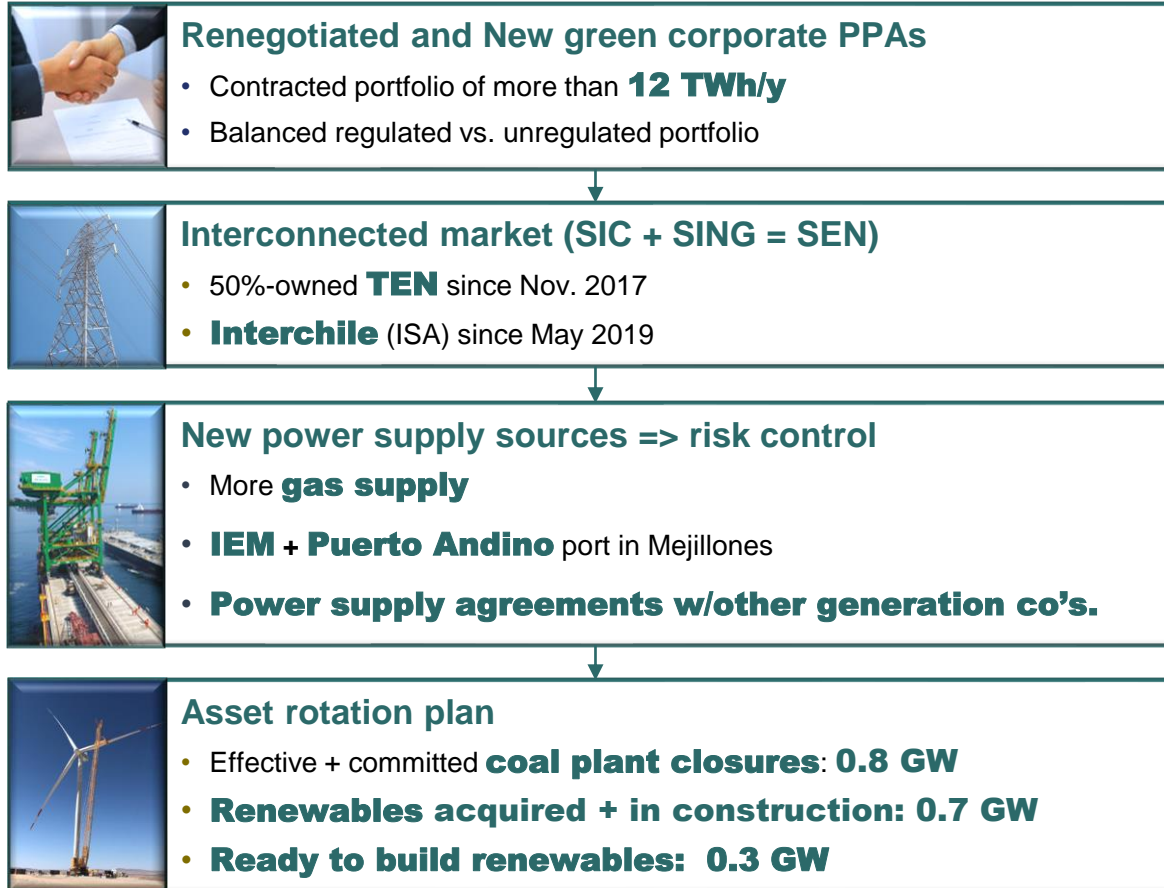 Renegotiated and New green corporate PPAs
• Contracted portfolio of more than 12 TWh/y
• Balanced regulated vs. unregulated portfolio
Interconnected market (SIC + SING = SEN)
• 50%-owned TEN since Nov. 2017
• Interchile (ISA) since May 2019
New power supply sources => risk control
• More gas supply
• IEM + Puerto Andino port in Mejillones
• Power supply agreements w/other generation co’s.
Asset rotation plan
• Effective + committed coal plant closures: 0.8 GW
• Renewables acquired + in construction: 0.7 GW
• Ready to build renewables: 0.3 GW